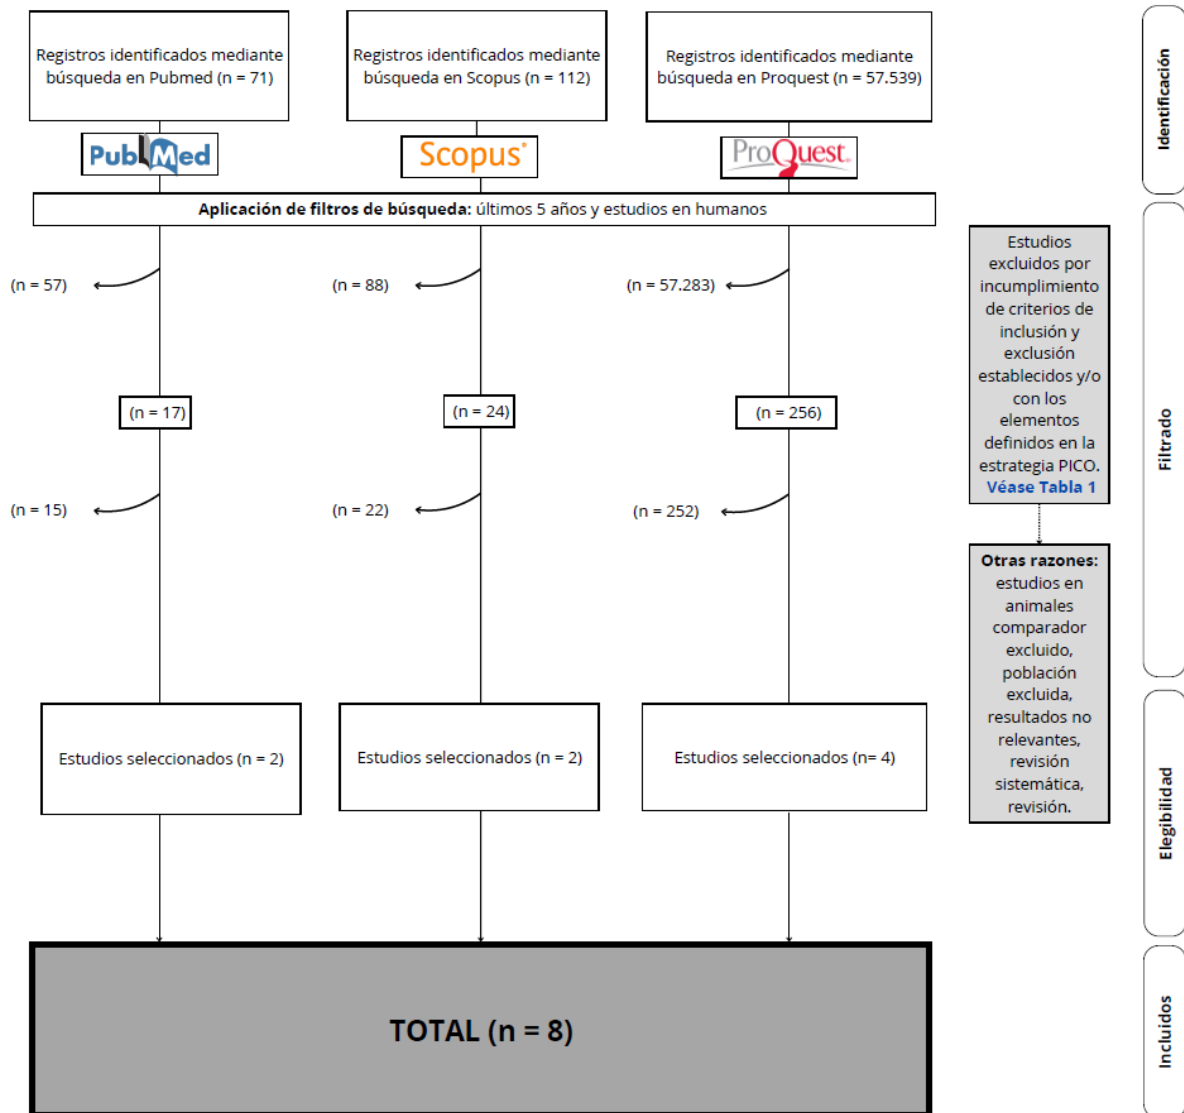 Registros identificados mediante
búsqueda en Pubmed (n = 71)
Registros identificados mediante
búsqueda en Scopus (n = 112)
Registros identificados mediante
búsqueda en Proquest (n = 57.539)
Identificación
PubMed
Scopus®
ProQuest®
Aplicación de filtros de búsqueda: últimos 5 años y estudios en humanos
(n = 57)
(n = 88)
(n = 57.283)
(n = 17)
(n = 24)
(n = 256)
(n = 15)
(n = 22)
(n = 252)
Estudios
excluidos por
incumplimiento
de criterios de
inclusión y
exclusión
establecidos y/o
con los
elementos
definidos en la
estrategia PICO.
Véase Tabla 1
Filtrado
Otras razones:
estudios en
animales
comparador
excluido,
población
excluida,
resultados no
relevantes,
revisión
sistemática,
revisión.
Estudios seleccionados (n = 2)
Estudios seleccionados (n = 2)
Estudios seleccionados (n= 4)
Elegibilidad
TOTAL (n = 8)
Incluidos